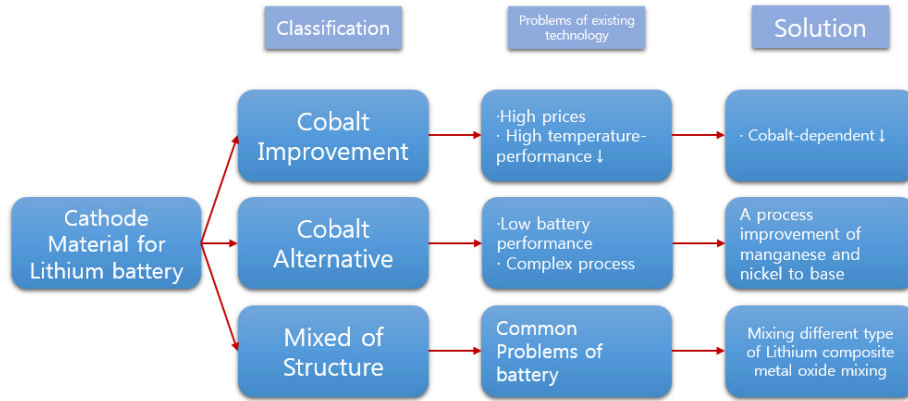 Classification
Problems of existing
technology
Solution
Cobalt
Improvement
·High prices
· High temperature-
performance↓
· Cobalt-dependent↓
Cathode
Material for
Lithium battery
Cobalt
Alternative
·Low battery
performance
· Complex process
A process
improvement of
manganese and
nickel to base
Mixed of
Structure
Common
Problems of
battery
Mixing different type
of Lithium composite
metal oxide mixing